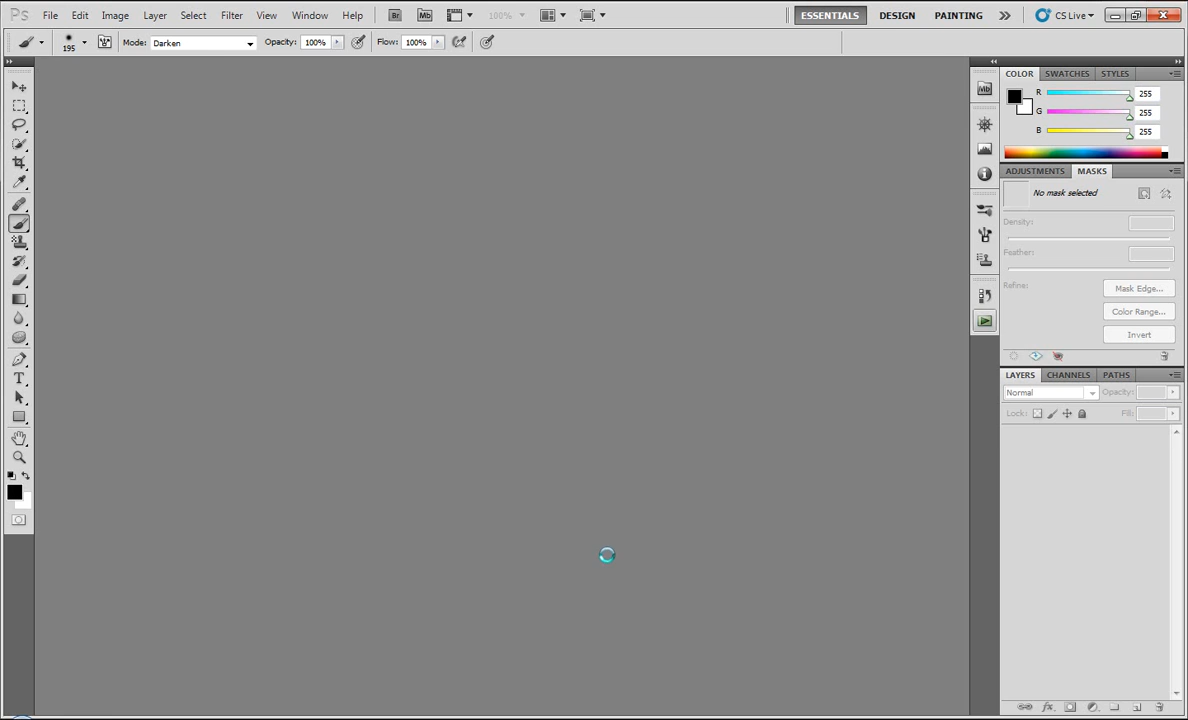 Ps File Edit Image Layer Select Filter View Window Help Br Mb 100% ESSENTIALS DESIGN PAINTING CS Live
195 Mode: Darken Opacity: 100% Flow: 100%
COLOR SWATCHES STYLES
Mb
R 255
G 255
B 255
ADJUSTMENTS MASKS
No mask selected
Density:
Feather:
Refine: Mask Edge...
Color Range...
Invert
LAYERS CHANNELS PATHS
Normal Opacity:
Lock: Fill:
T
fx